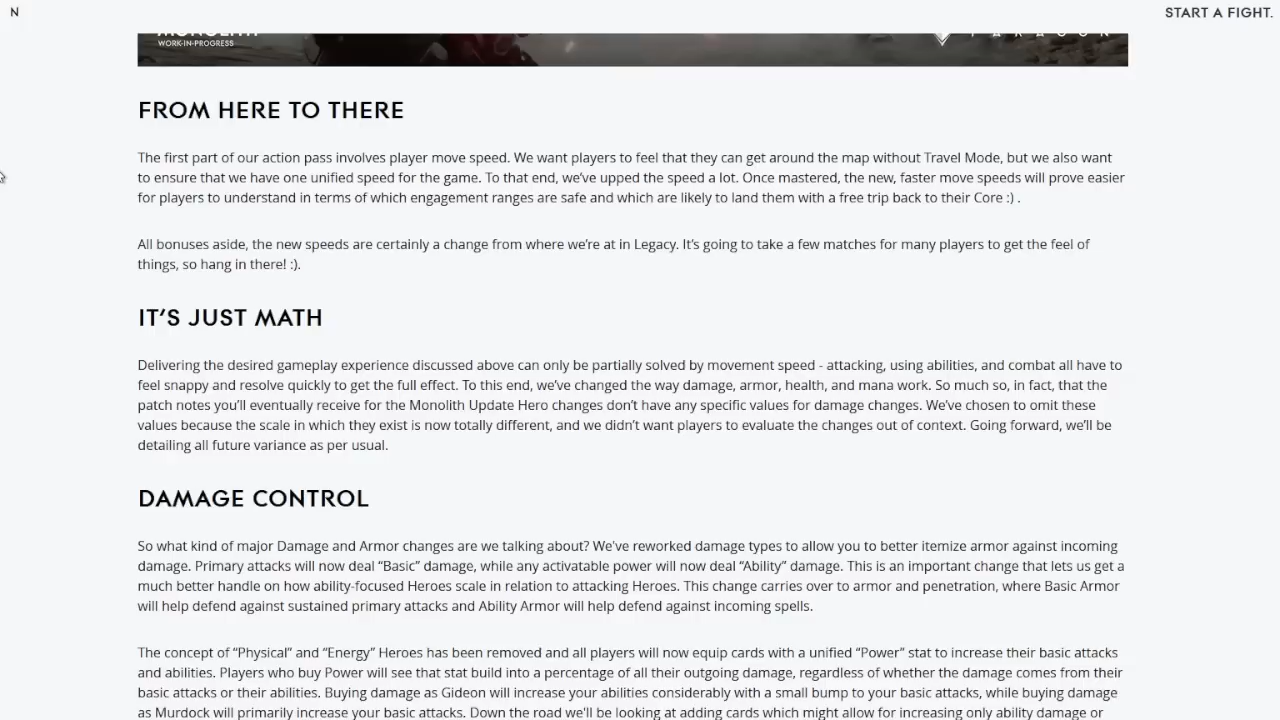 N
START A FIGHT.
MONOLITH
WORK-IN-PROGRESS
PARAGON
FROM HERE TO THERE
The first part of our action pass involves player move speed. We want players to feel that they can get around the map without Travel Mode, but we also want
to ensure that we have one unified speed for the game. To that end, we’ve upped the speed a lot. Once mastered, the new, faster move speeds will prove easier
for players to understand in terms of which engagement ranges are safe and which are likely to land them with a free trip back to their Core :) .
All bonuses aside, the new speeds are certainly a change from where we’re at in Legacy. It’s going to take a few matches for many players to get the feel of
things, so hang in there! :).
IT’S JUST MATH
Delivering the desired gameplay experience discussed above can only be partially solved by movement speed - attacking, using abilities, and combat all have to
feel snappy and resolve quickly to get the full effect. To this end, we’ve changed the way damage, armor, health, and mana work. So much so, in fact, that the
patch notes you’ll eventually receive for the Monolith Update Hero changes don’t have any specific values for damage changes. We’ve chosen to omit these
values because the scale in which they exist is now totally different, and we didn’t want players to evaluate the changes out of context. Going forward, we’ll be
detailing all future variance as per usual.
DAMAGE CONTROL
So what kind of major Damage and Armor changes are we talking about? We've reworked damage types to allow you to better itemize armor against incoming
damage. Primary attacks will now deal “Basic” damage, while any activatable power will now deal “Ability” damage. This is an important change that lets us get a
much better handle on how ability-focused Heroes scale in relation to attacking Heroes. This change carries over to armor and penetration, where Basic Armor
will help defend against sustained primary attacks and Ability Armor will help defend against incoming spells.
The concept of “Physical” and “Energy” Heroes has been removed and all players will now equip cards with a unified “Power” stat to increase their basic attacks
and abilities. Players who buy Power will see that stat build into a percentage of all their outgoing damage, regardless of whether the damage comes from their
basic attacks or their abilities. Buying damage as Gideon will increase your abilities considerably with a small bump to your basic attacks, while buying damage
as Murdock will primarily increase your basic attacks. Down the road we'll be looking at adding cards which might allow for increasing only ability damage or